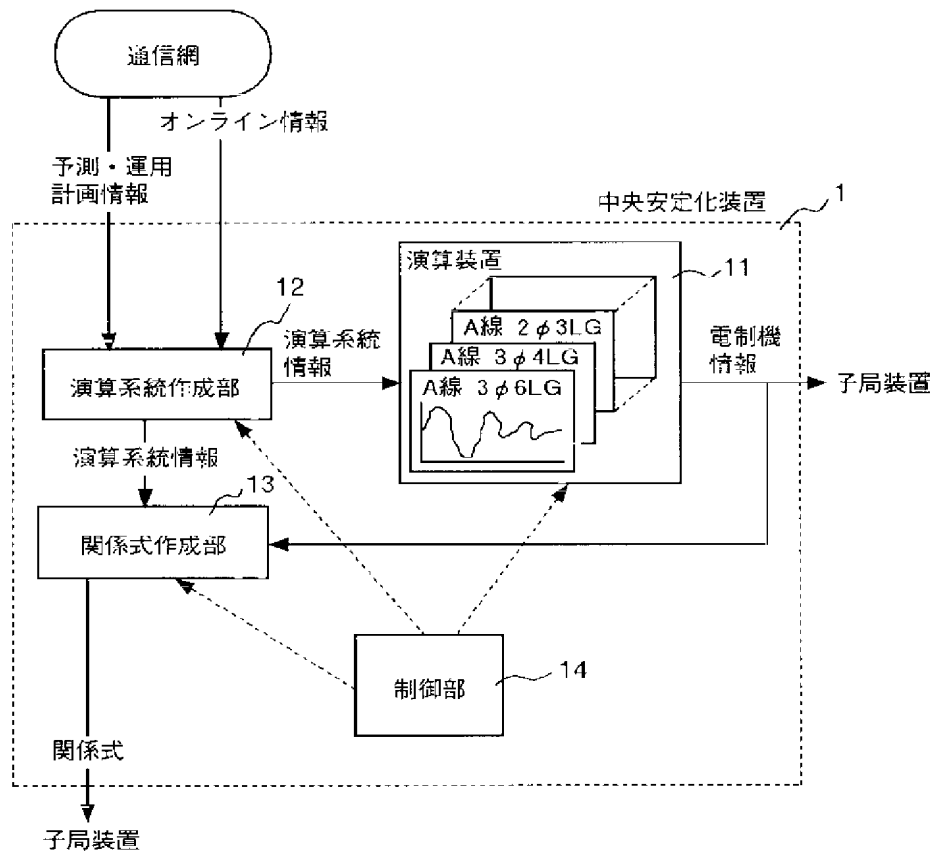 通信網
オンライン情報
予測・運用
計画情報
中央安定化装置
1
演算装置
11
12
A線 2φ3LG
A線 3φ4LG
A線 3φ6LG
演算系統
情報
電制機
情報
演算系統作成部
子局装置
演算系統情報
13
関係式作成部
制御部
14
関係式
子局装置